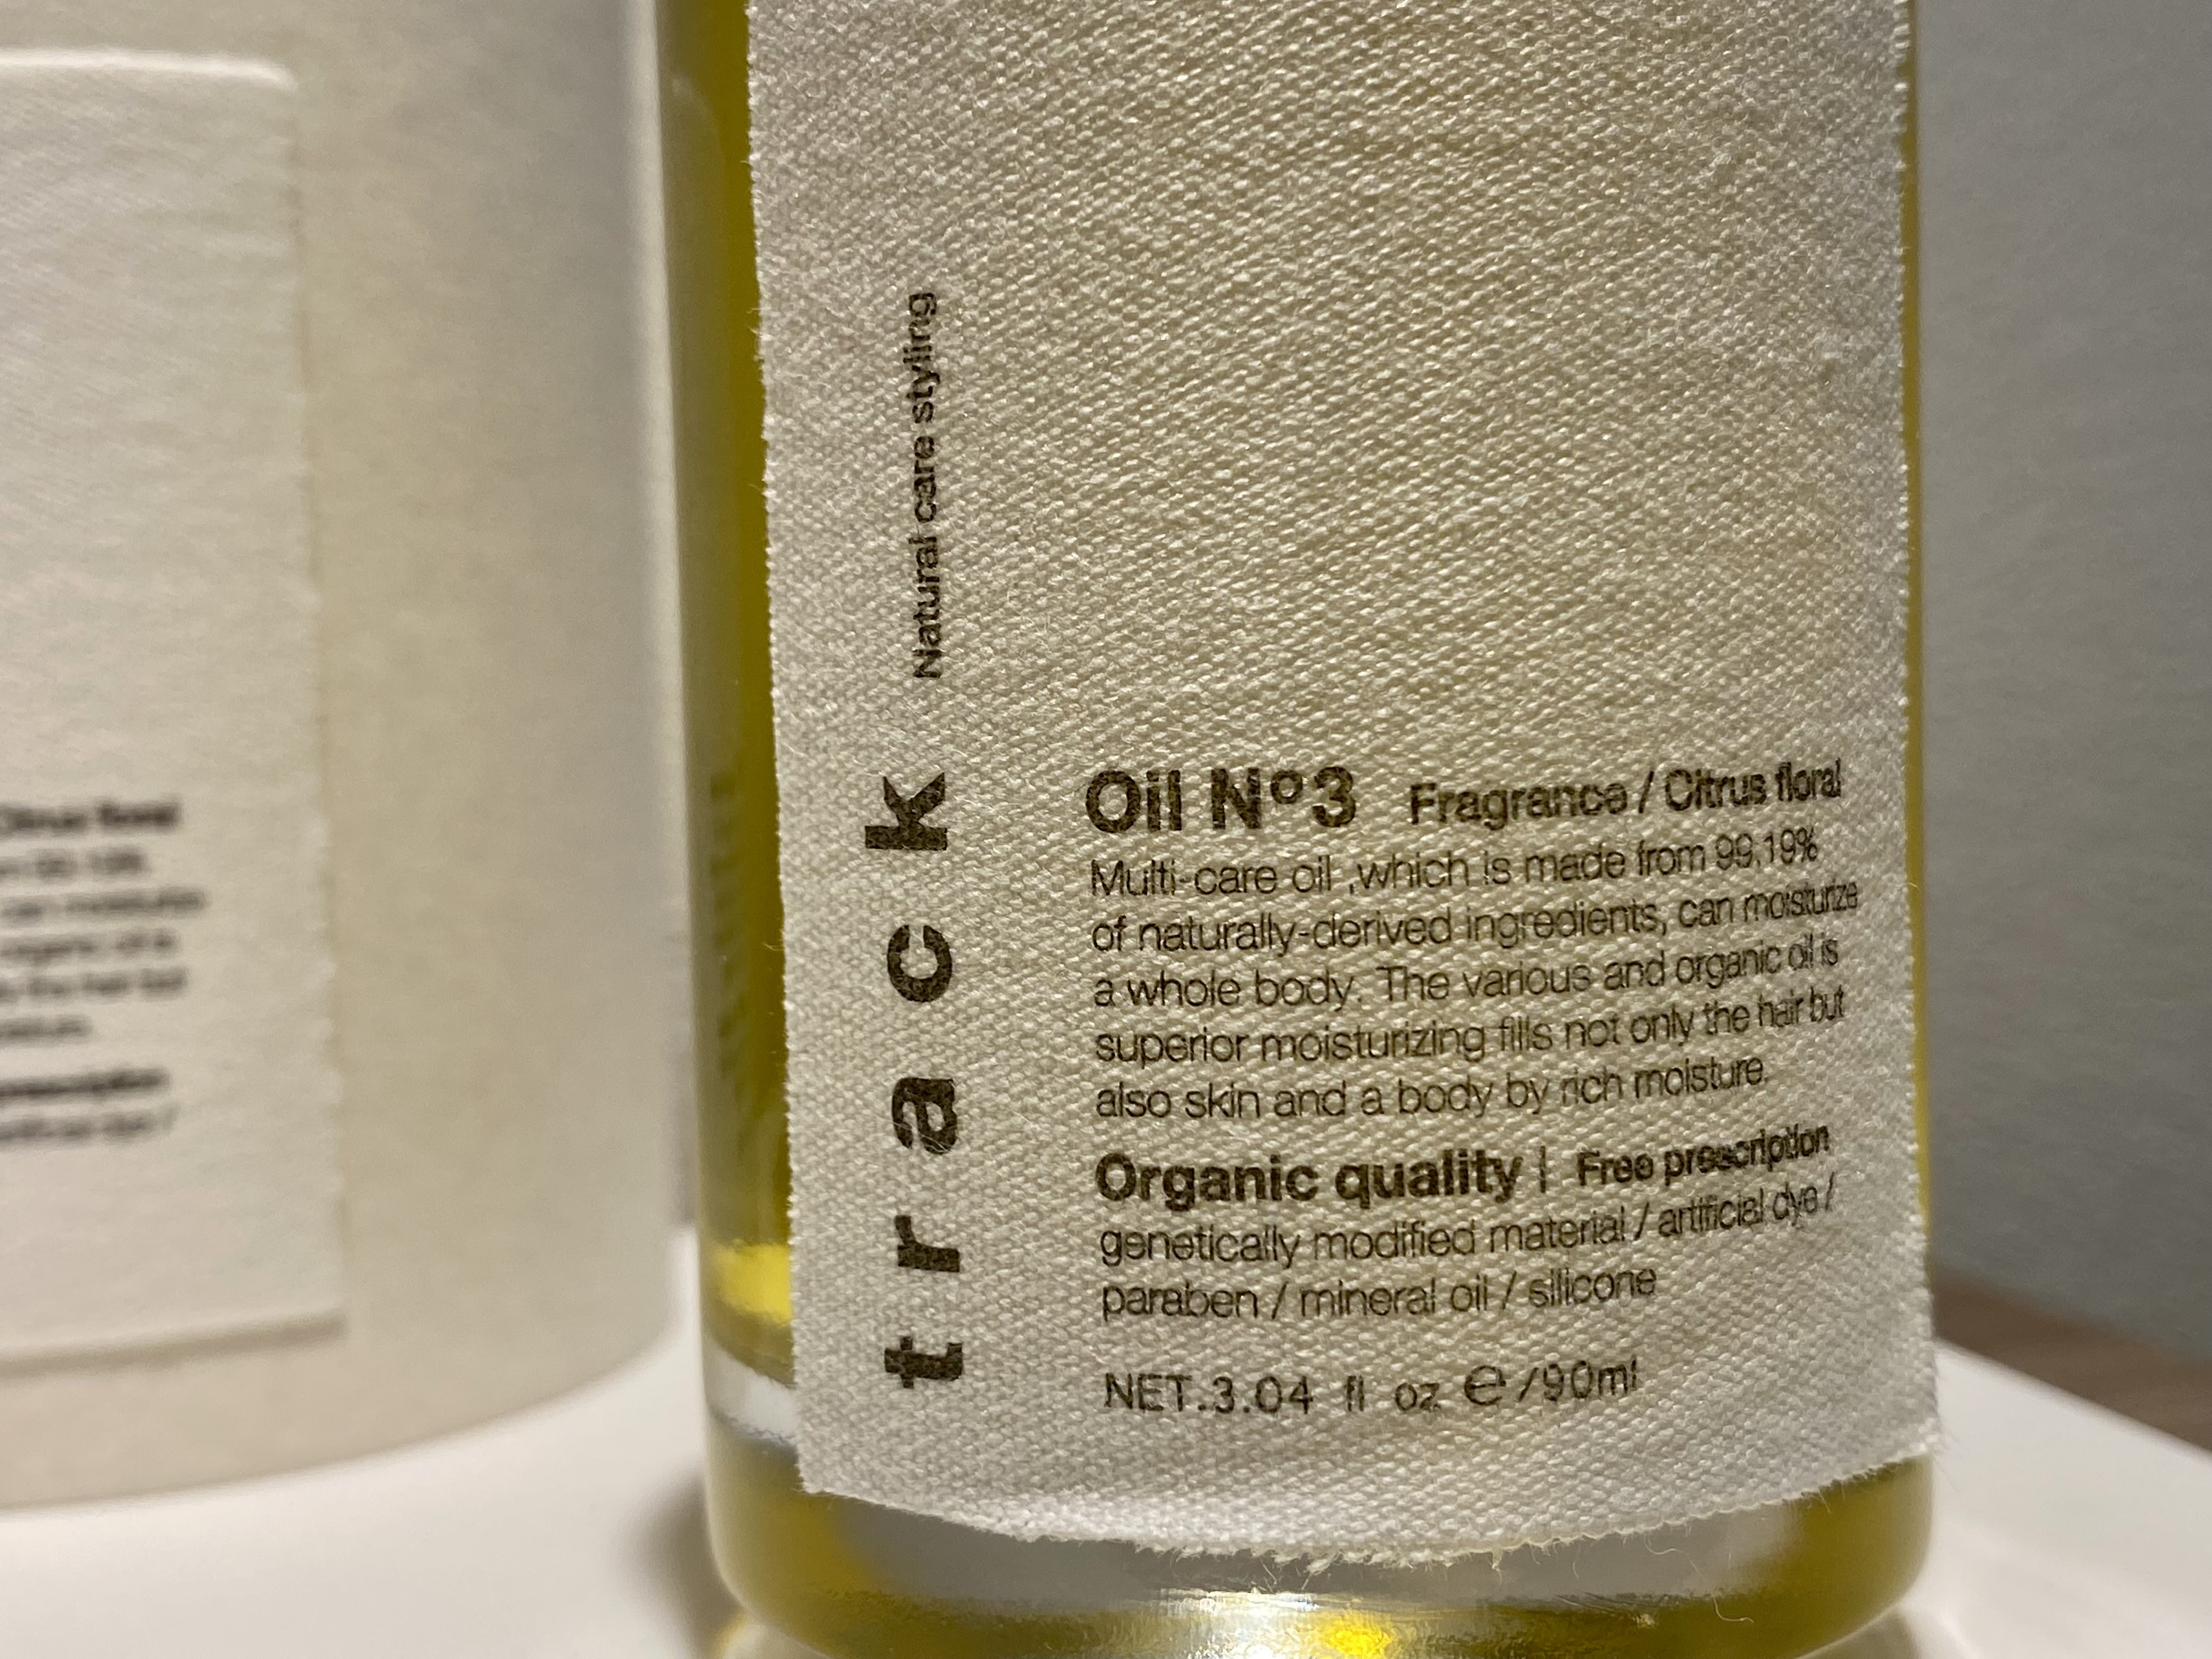 track
Natural care styling
Oil Nº3 Fragrance / Citrus floral
Multi-care oil ,which is made from 99.19%
of naturally-derived ingredients, can moisturize
a whole body. The various and organic oil is
superior moisturizing fills not only the hair but
also skin and a body by rich moisture.
Organic quality | Free prescription
genetically modified material / artificial dye /
paraben / mineral oil / silicone
NET.3.04 fl oz ℮/90ml